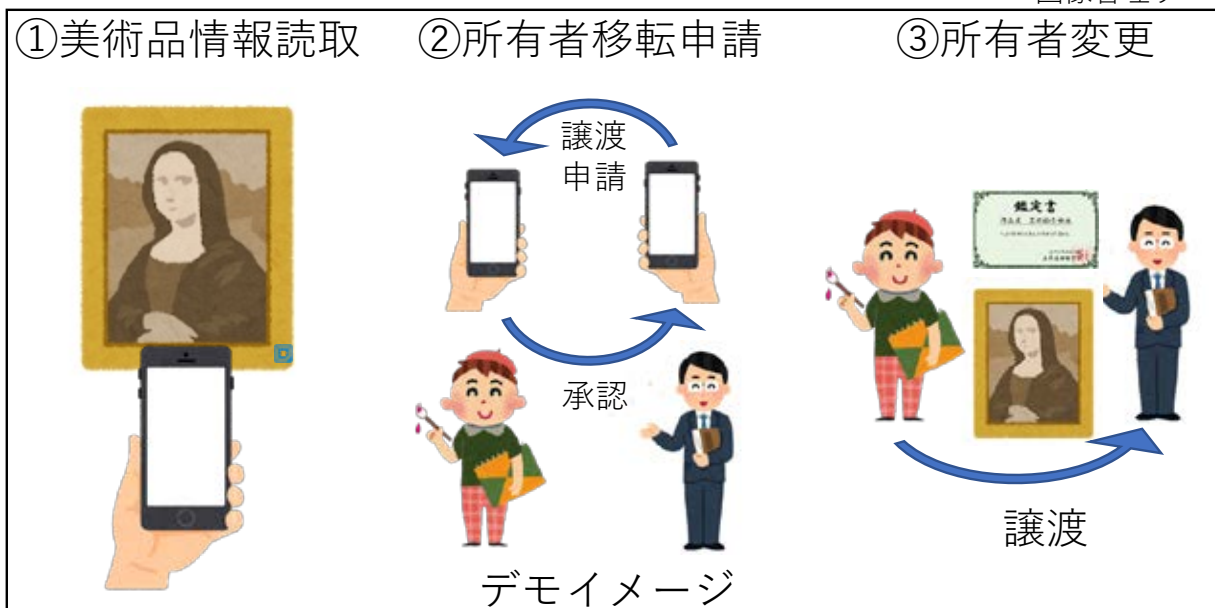 ①美術品情報読取
②所有者移転申請
③所有者変更
譲渡
申請
承認
鑑定書
譲渡
デモイメージ